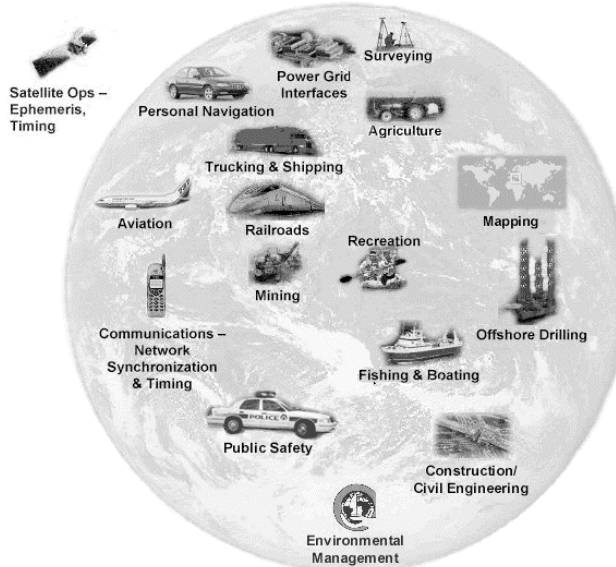 Surveying
Power Grid
Interfaces
Satellite Ops –
Ephemeris,
Timing
Personal Navigation
Agriculture
Trucking & Shipping
Aviation
Railroads
Mapping
Recreation
Mining
Communications –
Network
Synchronization
& Timing
Offshore Drilling
Fishing & Boating
POLICE
Public Safety
Construction/
Civil Engineering
Environmental
Management